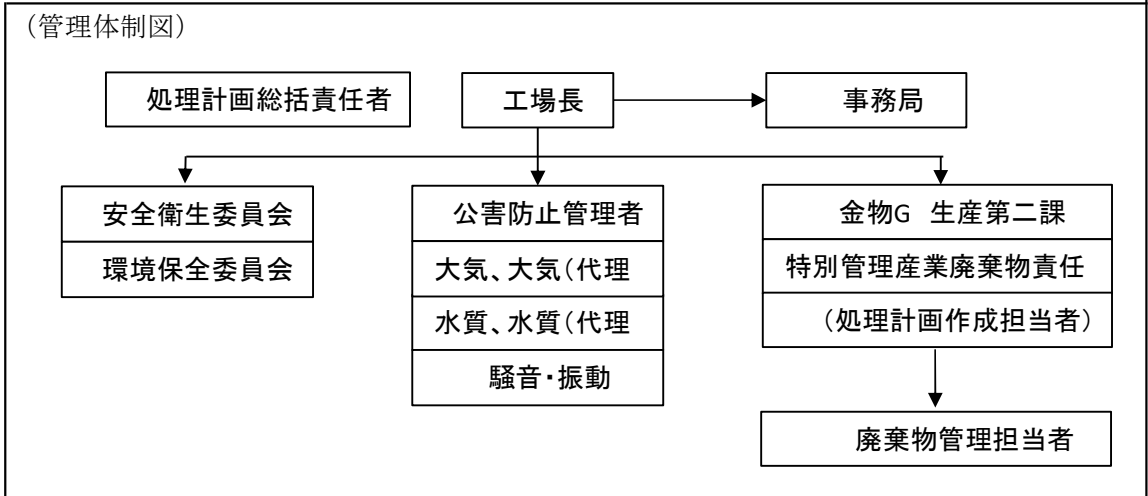 （管理体制図）
処理計画総括責任者
工場長
事務局
安全衛生委員会
環境保全委員会
公害防止管理者
大気、大気（代理
水質、水質（代理
騒音・振動
金物G 生産第二課
特別管理産業廃棄物責任
（処理計画作成担当者）
廃棄物管理担当者